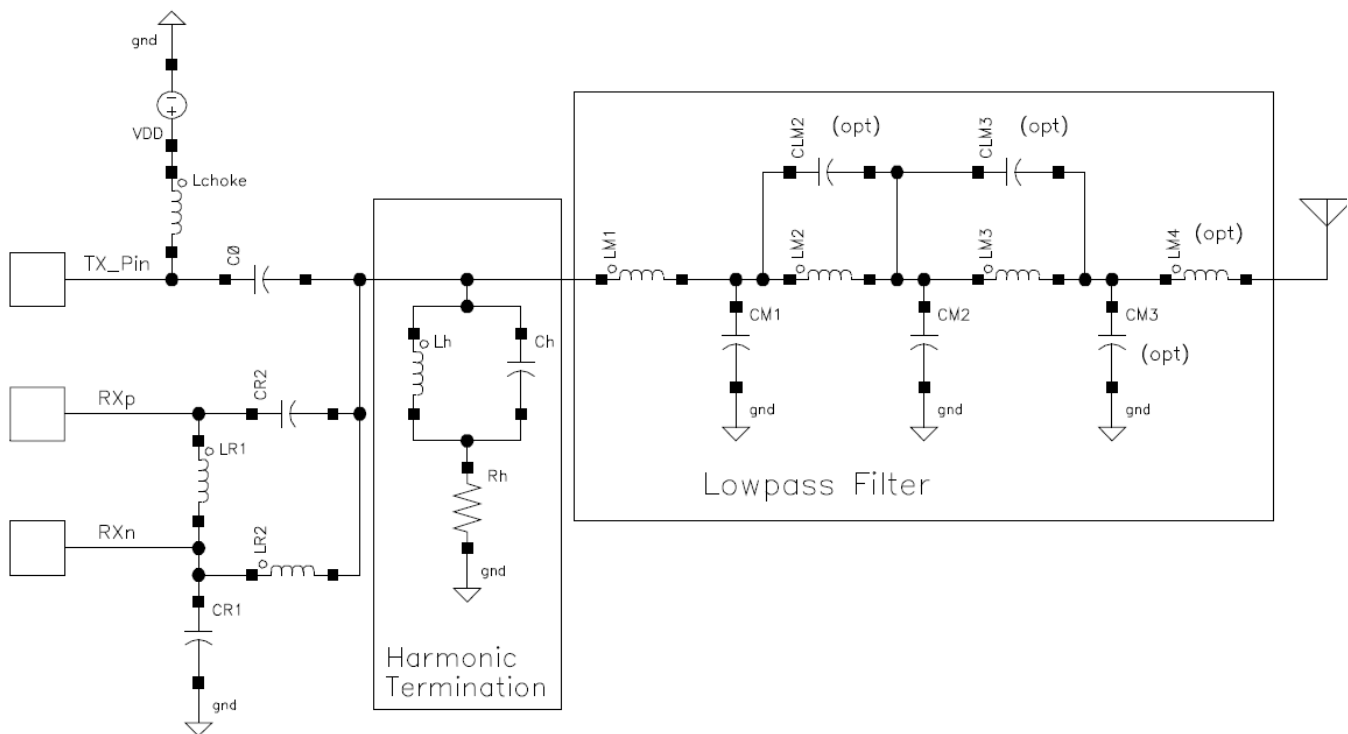 gnd
VDD
Lchoke
TX_Pin
C0
RXp
CR2
LR1
RXn
LR2
CR1
gnd
Lh
Ch
Rh
gnd
Harmonic
Termination
CLM2
(opt)
CLM3
(opt)
LM1
LM2
LM3
LM4
(opt)
CM1
CM2
CM3
(opt)
gnd
gnd
gnd
Lowpass Filter